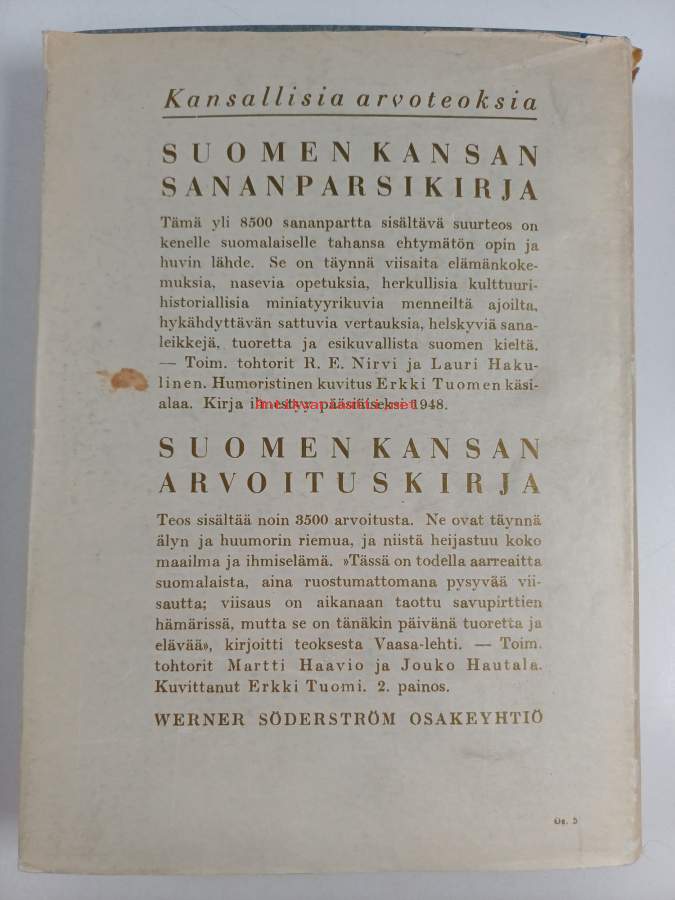 Kansallisia arvoteoksia
SUOMEN KANSAN
SANANPARSIKIRJA
Tämä yli 8500 sananpartta sisältävä suurteos on
kenelle suomalaiselle tahansa ehtymätön opin ja
huvin lähde. Se on täynnä viisaita elämänkoke-
muksia, nasevia opetuksia, herkullisia kulttuuri-
historiallisia miniatyyrikuvia menneiltä ajoilta,
hykähdyttävän sattuvia vertauksia, helskyviä sana-
leikkejä, tuoretta ja esikuvallista suomen kieltä.
— Toim. tohtorit R. E. Nirvi ja Lauri Haku-
linen. Humoristinen kuvitus Erkki Tuomen käsi-
alaa. Kirja ilmestyy pääsiäiseksi 1948.
SUOMEN KANSAN
ARVOITUSKIRJA
Teos sisältää noin 3500 arvoitusta. Ne ovat täynnä
älyn ja huumorin riemua, ja niistä heijastuu koko
maailma ja ihmiselämä. »Tässä on todella aarreaitta
suomalaista, aina ruostumattomana pysyvää vii-
sautta; viisaus on aikanaan taottu savupirttien
hämärissä, mutta se on tänäkin päivänä tuoretta ja
elävää», kirjoitti teoksesta Vaasa-lehti. — Toim.
tohtorit Martti Haavio ja Jouko Hautala.
Kuvittanut Erkki Tuomi. 2. painos.
WERNER SÖDERSTRÖM OSAKEYHTIÖ
Os. 5